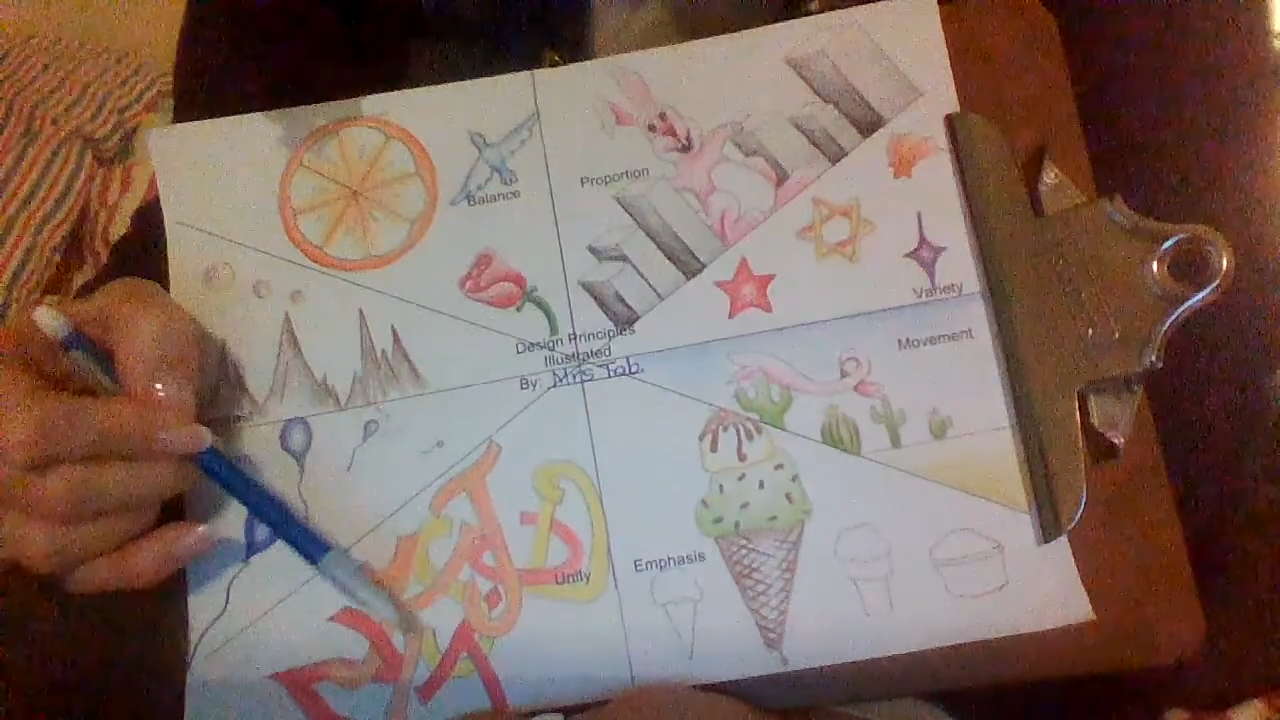 Balance
Proportion
Variety
Movement
Design Principles
Illustrated
By: Mrs Tab.
Emphasis
Unity